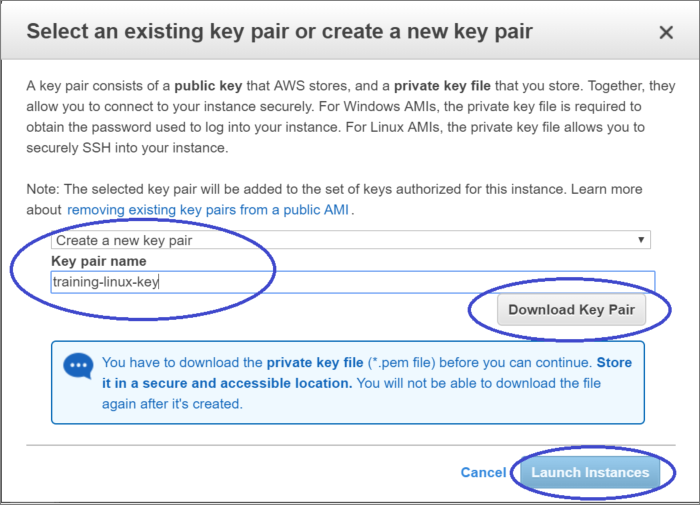 Select an existing key pair or create a new key pair
A key pair consists of a public key that AWS stores, and a private key file that you store. Together, they
allow you to connect to your instance securely. For Windows AMIs, the private key file is required to
obtain the password used to log into your instance. For Linux AMIs, the private key file allows you to
securely SSH into your instance.
Note: The selected key pair will be added to the set of keys authorized for this instance. Learn more
about removing existing key pairs from a public AMI .
Create a new key pair
Key pair name
training-linux-key
Download Key Pair
You have to download the private key file (*.pem file) before you can continue. Store
it in a secure and accessible location. You will not be able to download the file
again after it's created.
Cancel Launch Instances